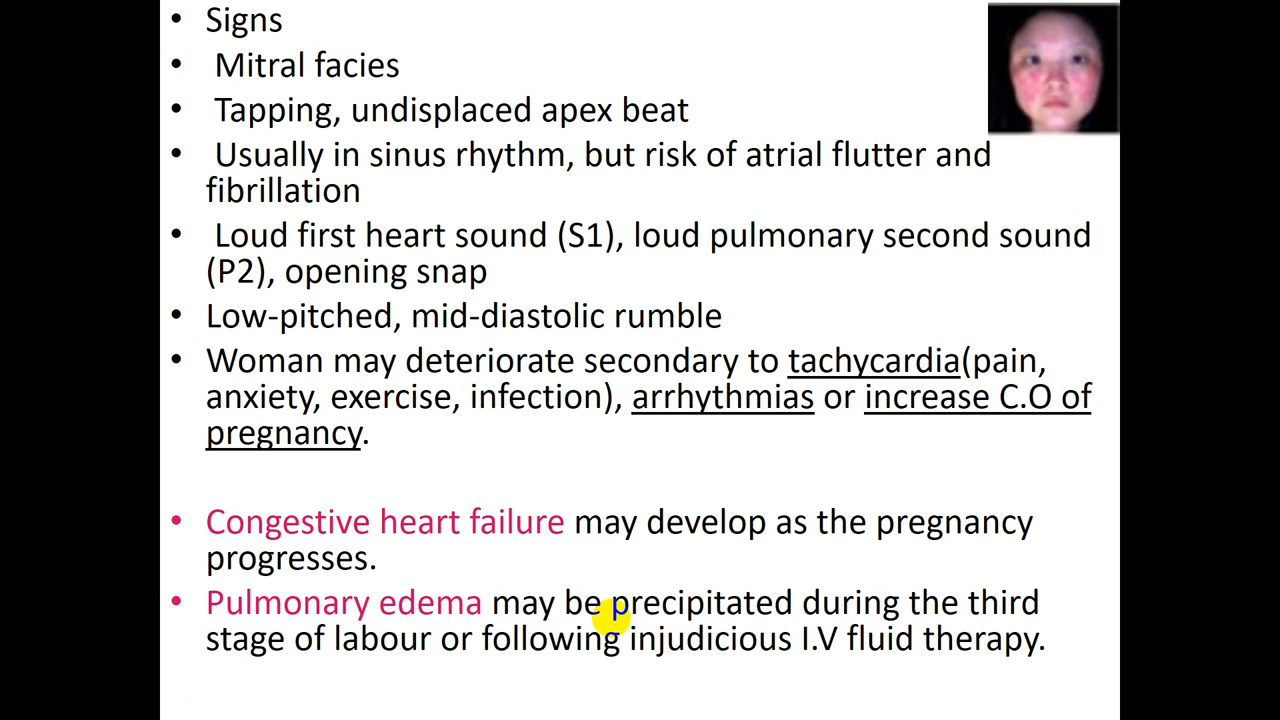 • Signs
• Mitral facies
• Tapping, undisplaced apex beat
• Usually in sinus rhythm, but risk of atrial flutter and
fibrillation
• Loud first heart sound (S1), loud pulmonary second sound
(P2), opening snap
• Low-pitched, mid-diastolic rumble
• Woman may deteriorate secondary to tachycardia(pain,
anxiety, exercise, infection), arrhythmias or increase C.O of
pregnancy.
• Congestive heart failure may develop as the pregnancy
progresses.
• Pulmonary edema may be precipitated during the third
stage of labour or following injudicious I.V fluid therapy.